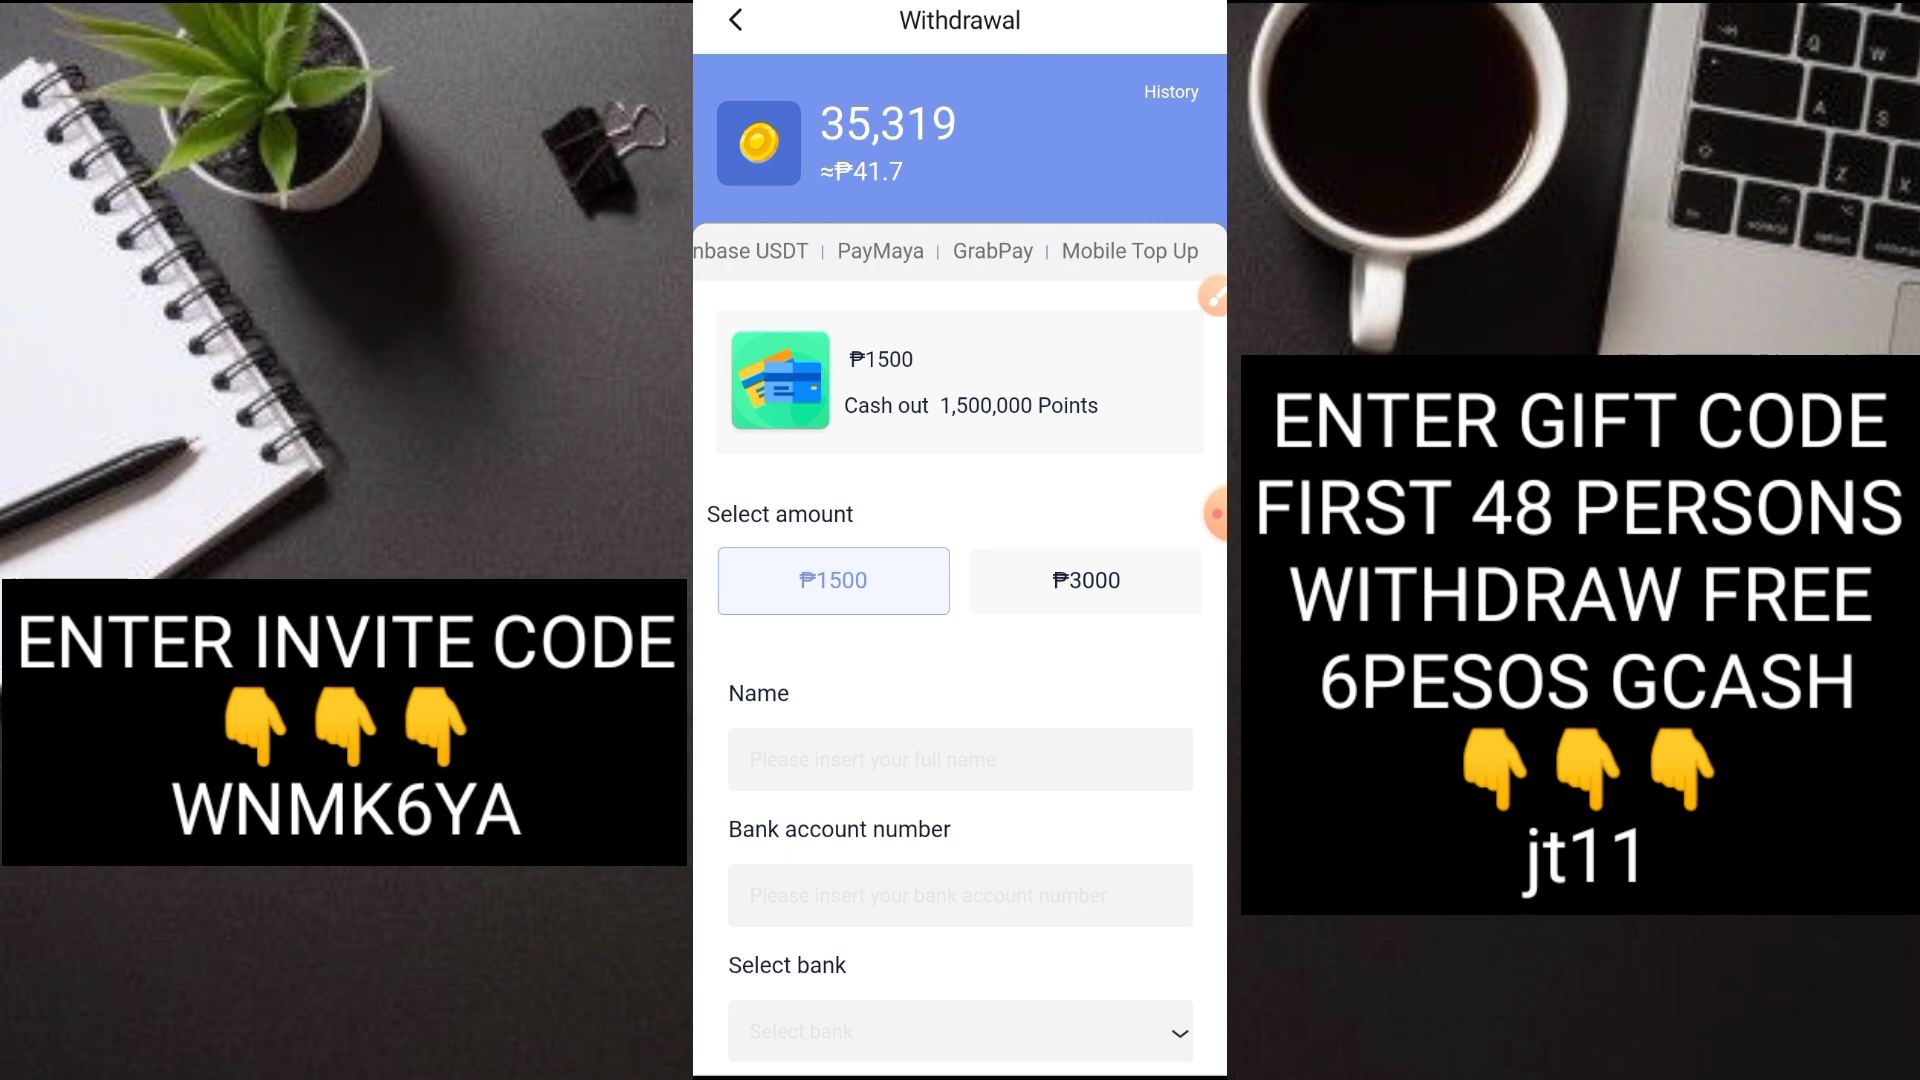 Withdrawal
History
35,319
≈₱41.7
nbase USDT | PayMaya | GrabPay | Mobile Top Up
₱1500
Cash out 1,500,000 Points
Select amount
₱1500
₱3000
Name
Please insert your full name
Bank account number
Please insert your bank account number
Select bank
Select bank
ENTER INVITE CODE
👇👇👇
WNMK6YA
ENTER GIFT CODE
FIRST 48 PERSONS
WITHDRAW FREE
6PESOS GCASH
👇👇👇
jt11
Q
W
A
S
Z
X